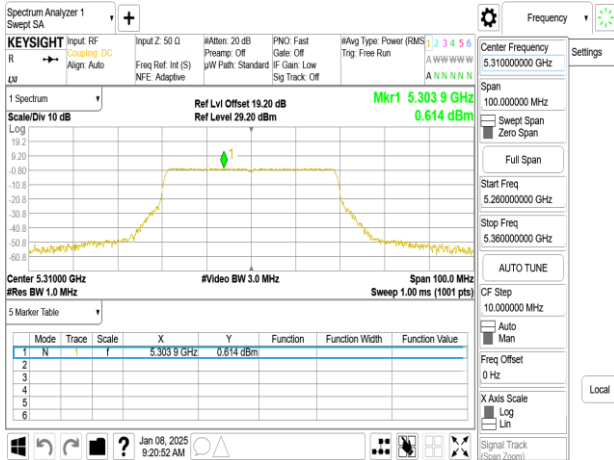 Spectrum Analyzer 1
Swept SA
KEYSIGHT
R
LXI
Input: RF
Coupling: DC
Align: Auto
Input Z: 50 Ω
Freq Ref: Int (S)
NFE: Adaptive
#Atten: 20 dB
Preamp: Off
µW Path: Standard
PNO: Fast
Gate: Off
IF Gain: Low
Sig Track: Off
#Avg Type: Power (RMS
Trig: Free Run
1 2 3 4 5 6
A W W W W W
A N N N N N
1 Spectrum
Scale/Div 10 dB
Ref Lvl Offset 19.20 dB
Ref Level 29.20 dBm
Mkr1 5.303 9 GHz
0.614 dBm
Log
19.2
9.20
-0.80
-10.8
-20.8
-30.8
-40.8
-50.8
-60.8
1
Center 5.31000 GHz
#Res BW 1.0 MHz
#Video BW 3.0 MHz
Span 100.0 MHz
Sweep 1.00 ms (1001 pts)
5 Marker Table
Mode Trace Scale X Y Function Function Width Function Value
1 N 1 f 5.303 9 GHz 0.614 dBm
2
3
4
5
6
Jan 08, 2025
9:20:52 AM
Frequency
Settings
Center Frequency
5.310000000 GHz
Span
100.000000 MHz
Swept Span
Zero Span
Full Span
Start Freq
5.260000000 GHz
Stop Freq
5.360000000 GHz
AUTO TUNE
CF Step
10.000000 MHz
Auto
Man
Freq Offset
0 Hz
X Axis Scale
Log
Lin
Local
Signal Track
(Span Zoom)